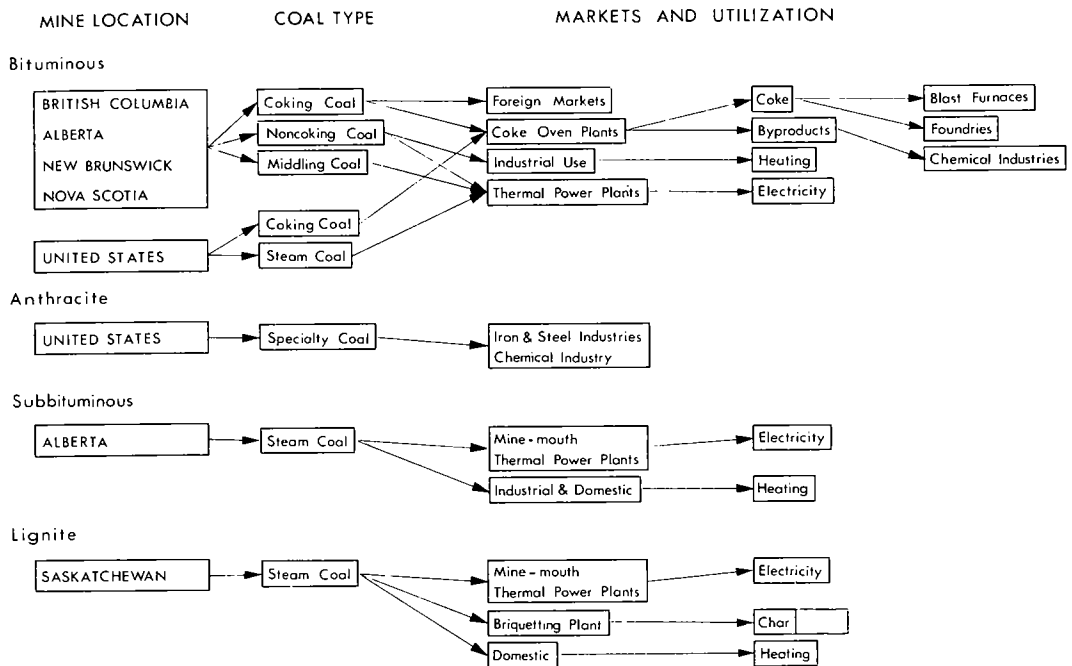 MINE LOCATION COAL TYPE MARKETS AND UTILIZATION
Bituminous
BRITISH COLUMBIA
ALBERTA
NEW BRUNSWICK
NOVA SCOTIA
UNITED STATES
Coking Coal
Noncoking Coal
Middling Coal
Coking Coal
Steam Coal
Foreign Markets
Coke Oven Plants
Industrial Use
Thermal Power Plants
Coke
Byproducts
Heating
Electricity
Blast Furnaces
Foundries
Chemical Industries
Anthracite
UNITED STATES
Specialty Coal
Iron & Steel Industries
Chemical Industry
Subbituminous
ALBERTA
Steam Coal
Mine-mouth
Thermal Power Plants
Industrial & Domestic
Electricity
Heating
Lignite
SASKATCHEWAN
Steam Coal
Mine-mouth
Thermal Power Plants
Briquetting Plant
Domestic
Electricity
Char
Heating